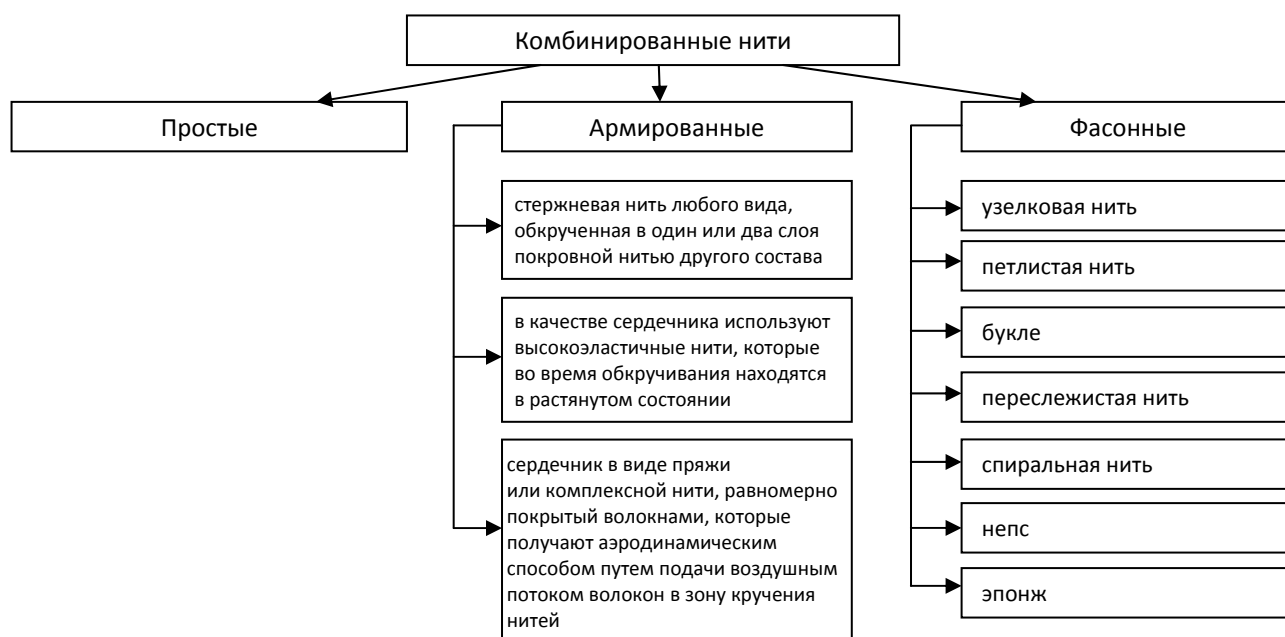 Комбинированные нити
Простые
Армированные
Фасонные
стержневая нить любого вида,
обкрученная в один или два слоя
покровной нитью другого состава
в качестве сердечника используют
высокоэластичные нити, которые
во время обкручивания находятся
в растянутом состоянии
сердечник в виде пряжи
или комплексной нити, равномерно
покрытый волокнами, которые
получают аэродинамическим
способом путем подачи воздушным
потоком волокон в зону кручения
нитей
узелковая нить
петлистая нить
букле
переслежистая нить
спиральная нить
непс
эпонж